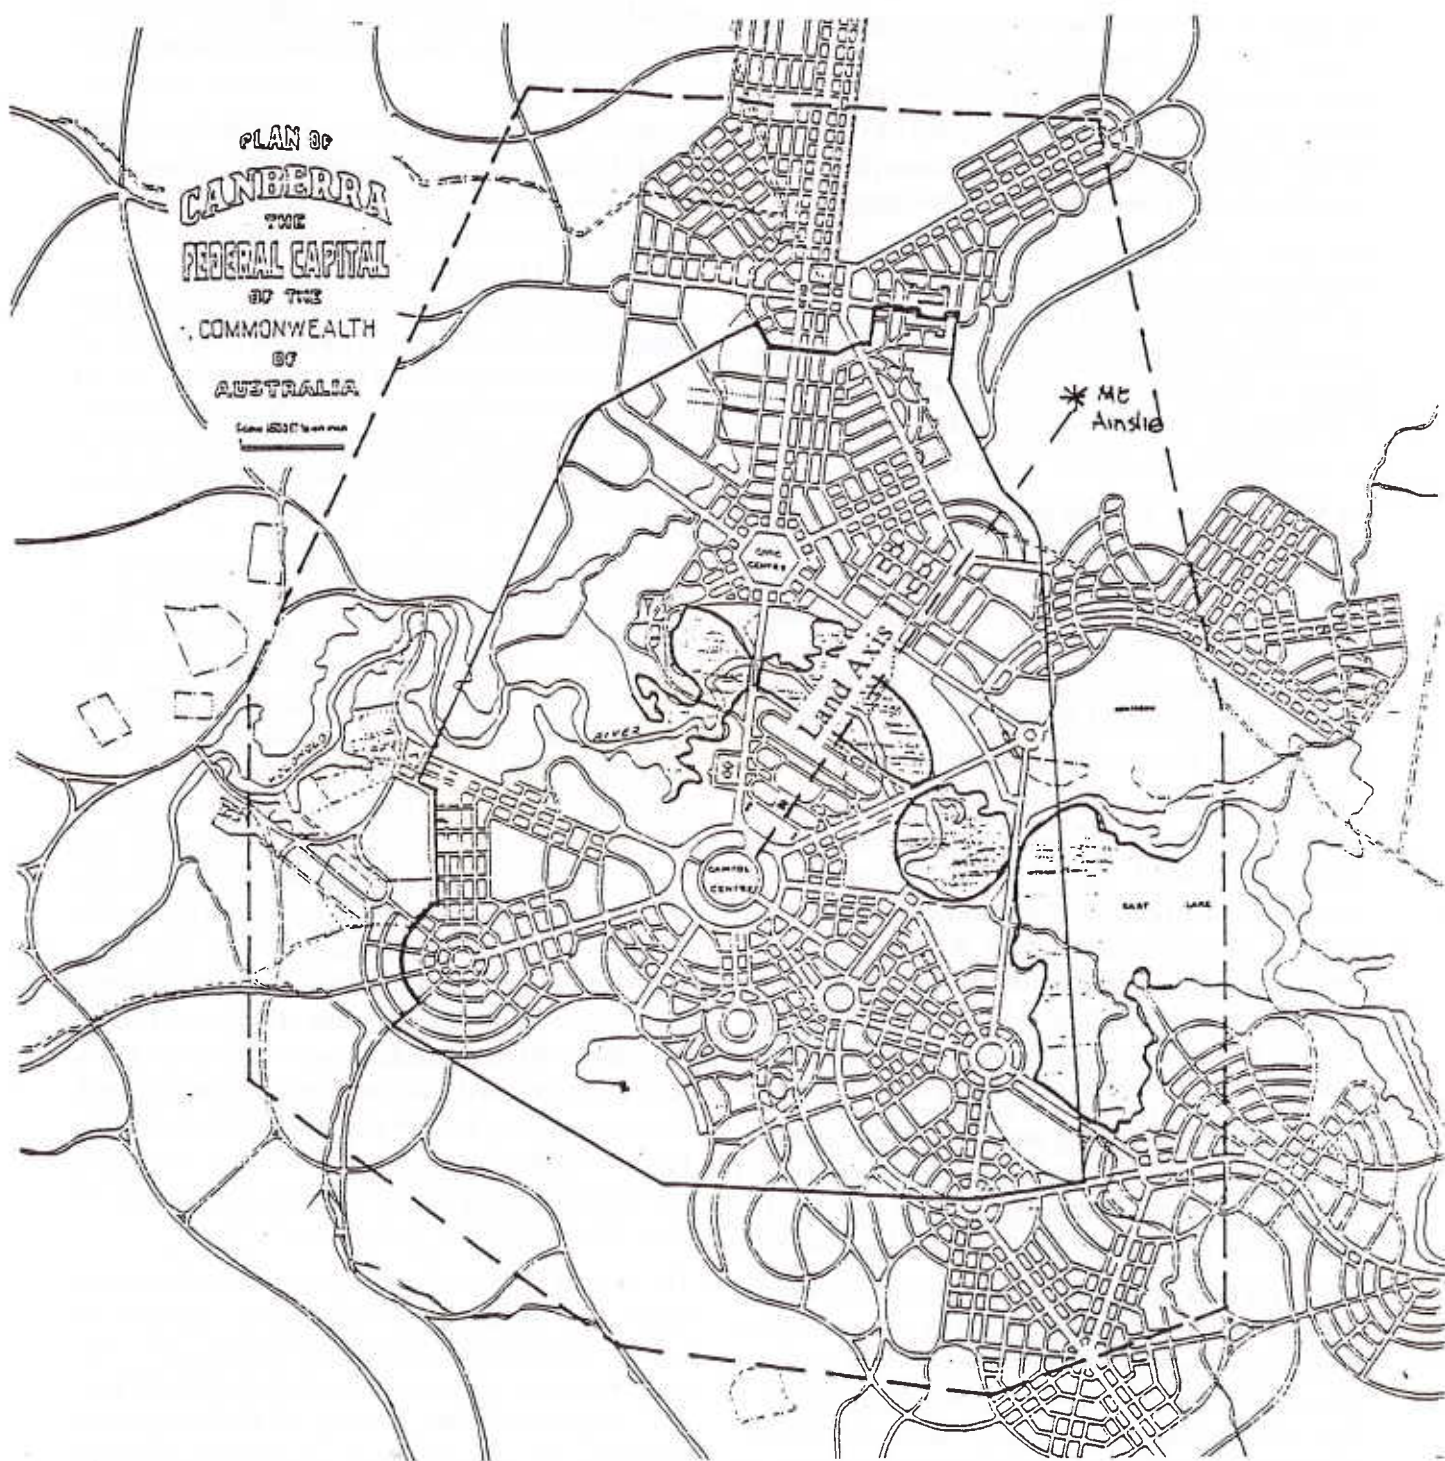 PLAN OF
CANBERRA
THE
FEDERAL CAPITAL
OF THE
COMMONWEALTH
OF
AUSTRALIA
Mt
Ainslie
CIVIC
CENTRE
Land Axis
RIVER
CAPITOL
CENTRE
EAST LAKE